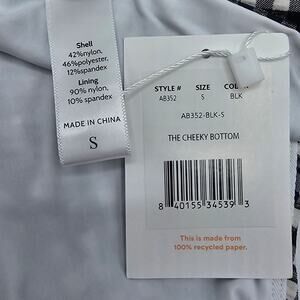 Shell
42%nylon,
46%polyester,
12%spandex
Lining
90% nylon,
10% spandex
MADE IN CHINA
S
STYLE # SIZE
AB352 S BLK
AB352-BLK-S
THE CHEEKY BOTTOM
8 40155 34539 3
This is made from
100% recycled paper.